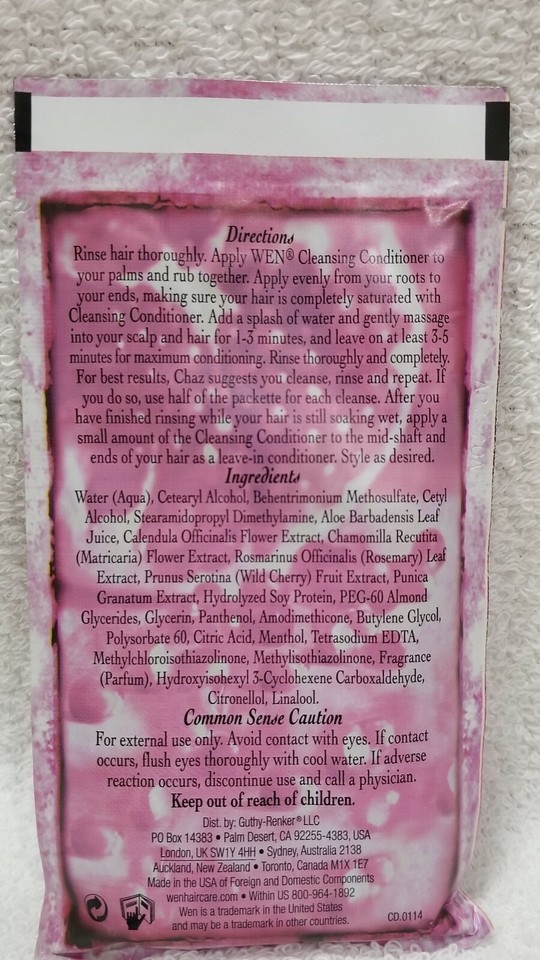 Directions
Rinse hair thoroughly. Apply WEN® Cleansing Conditioner to
your palms and rub together. Apply evenly from your roots to
your ends, making sure your hair is completely saturated with
Cleansing Conditioner. Add a splash of water and gently massage
into your scalp and hair for 1-3 minutes, and leave on at least 3-5
minutes for maximum conditioning. Rinse thoroughly and completely.
For best results, Chaz suggests you cleanse, rinse and repeat. If
you do so, use half of the packette for each cleanse. After you
have finished rinsing while your hair is still soaking wet, apply a
small amount of the Cleansing Conditioner to the mid-shaft and
ends of your hair as a leave-in conditioner. Style as desired.
Ingredients
Water (Aqua), Cetearyl Alcohol, Behentrimonium Methosulfate, Cetyl
Alcohol, Stearamidopropyl Dimethylamine, Aloe Barbadensis Leaf
Juice, Calendula Officinalis Flower Extract, Chamomilla Recutita
(Matricaria) Flower Extract, Rosmarinus Officinalis (Rosemary) Leaf
Extract, Prunus Serotina (Wild Cherry) Fruit Extract, Punica
Granatum Extract, Hydrolyzed Soy Protein, PEG-60 Almond
Glycerides, Glycerin, Panthenol, Amodimethicone, Butylene Glycol,
Polysorbate 60, Citric Acid, Menthol, Tetrasodium EDTA,
Methylchloroisothiazolinone, Methylisothiazolinone, Fragrance
(Parfum), Hydroxyisohexyl 3-Cyclohexene Carboxaldehyde,
Citronellol, Linalool.
Common Sense Caution
For external use only. Avoid contact with eyes. If contact
occurs, flush eyes thoroughly with cool water. If adverse
reaction occurs, discontinue use and call a physician.
Keep out of reach of children.
Dist. by: Guthy-Renker® LLC
PO Box 14383 • Palm Desert, CA 92255-4383, USA
London, UK SW1Y 4HH • Sydney, Australia 2138
Auckland, New Zealand • Toronto, Canada M1X 1E7
Made in the USA of Foreign and Domestic Components
wenhaircare.com • Within US 800-964-1892
Wen is a trademark in the United States
and may be a trademark in other countries.
CD.0114